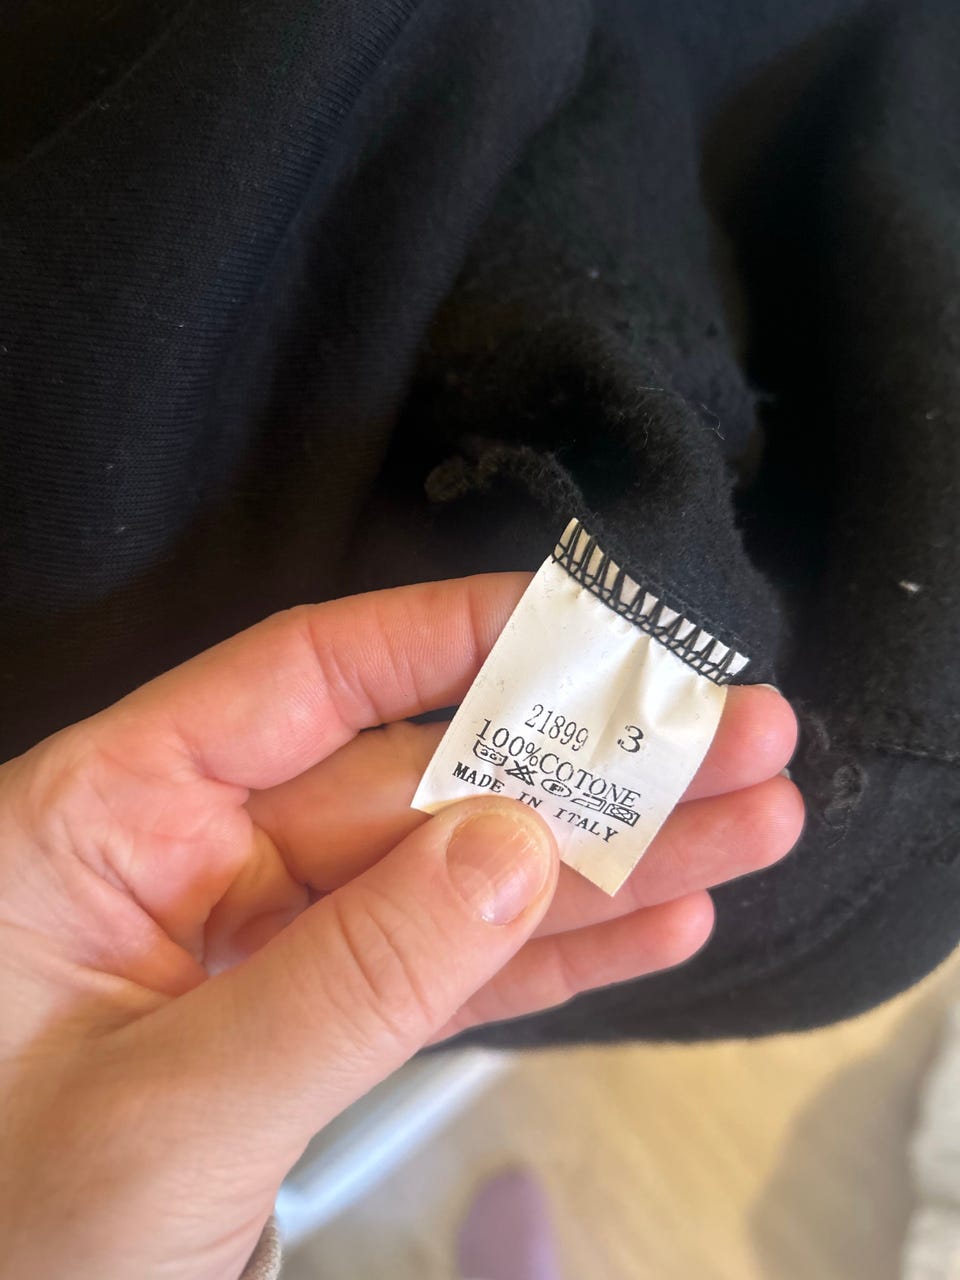 21899 3
100%COTONE
P
MADE IN ITALY